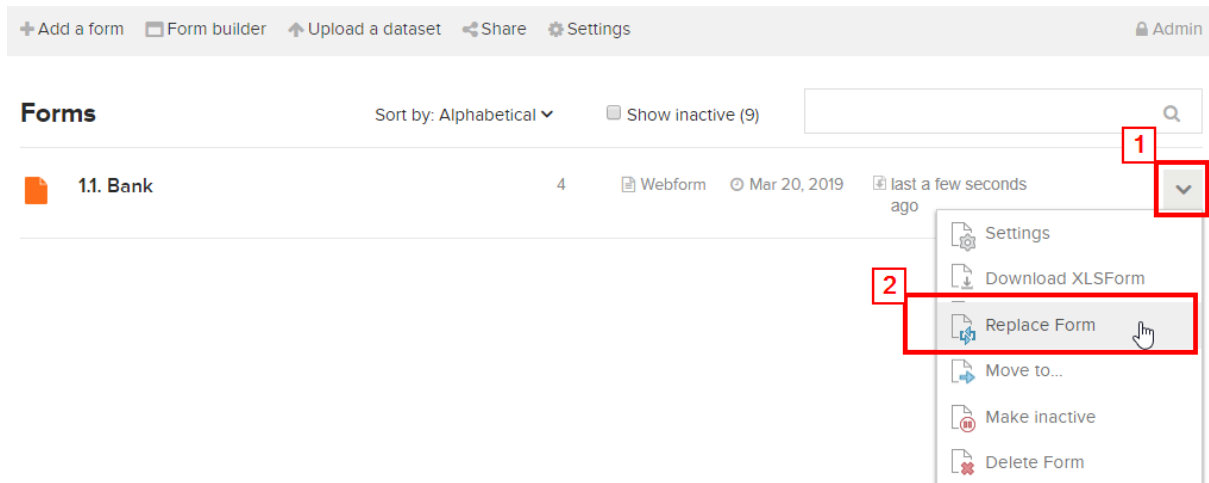 Add a form Form builder Upload a dataset Share Settings Admin
Forms Sort by: Alphabetical Show inactive (9)
1
1.1. Bank 4 Webform Mar 20, 2019 last a few seconds
ago
Settings
Download XLSForm
2
Replace Form
Move to...
Make inactive
Delete Form